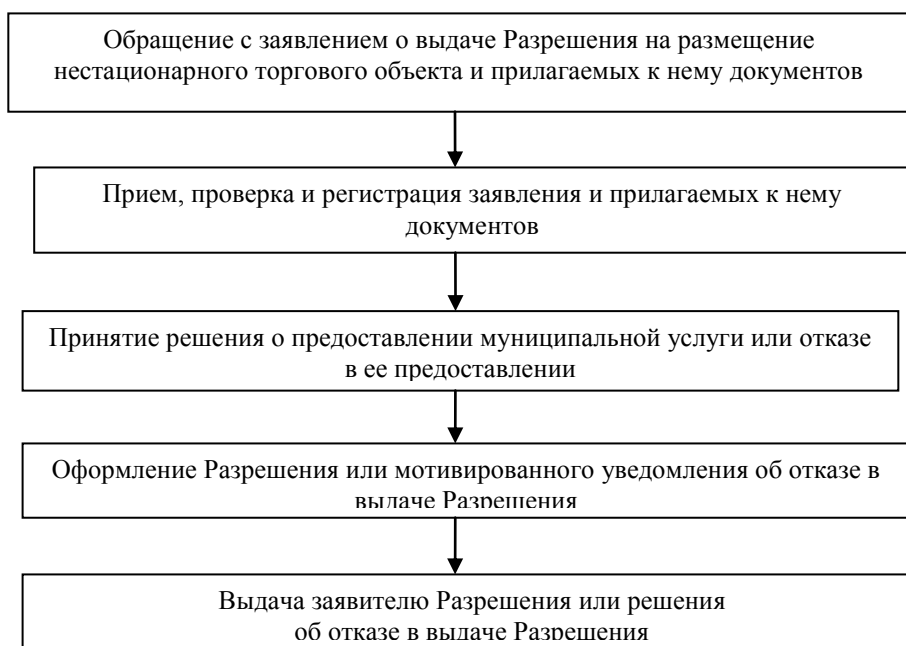 Обращение с заявлением о выдаче Разрешения на размещение
нестационарного торгового объекта и прилагаемых к нему документов
Прием, проверка и регистрация заявления и прилагаемых к нему
документов
Принятие решения о предоставлении муниципальной услуги или отказе
в ее предоставлении
Оформление Разрешения или мотивированного уведомления об отказе в
выдаче Разрешения
Выдача заявителю Разрешения или решения
об отказе в выдаче Разрешения